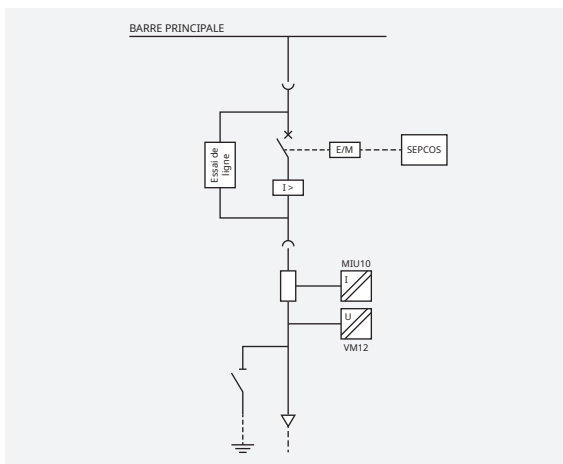 BARRE PRINCIPALE
Essai de
ligne
E/M
SEPCOS
I >
MIU10
I
U
VM12